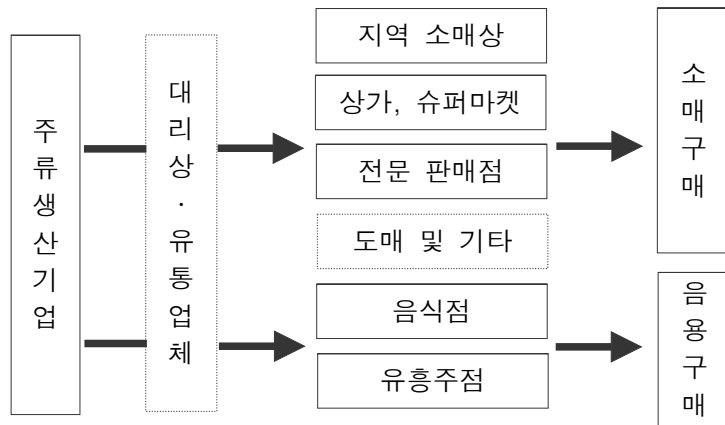 주류생산기업
대리상·유통업체
지역 소매상
상가, 슈퍼마켓
전문 판매점
도매 및 기타
음식점
유흥주점
소매구매
음용구매